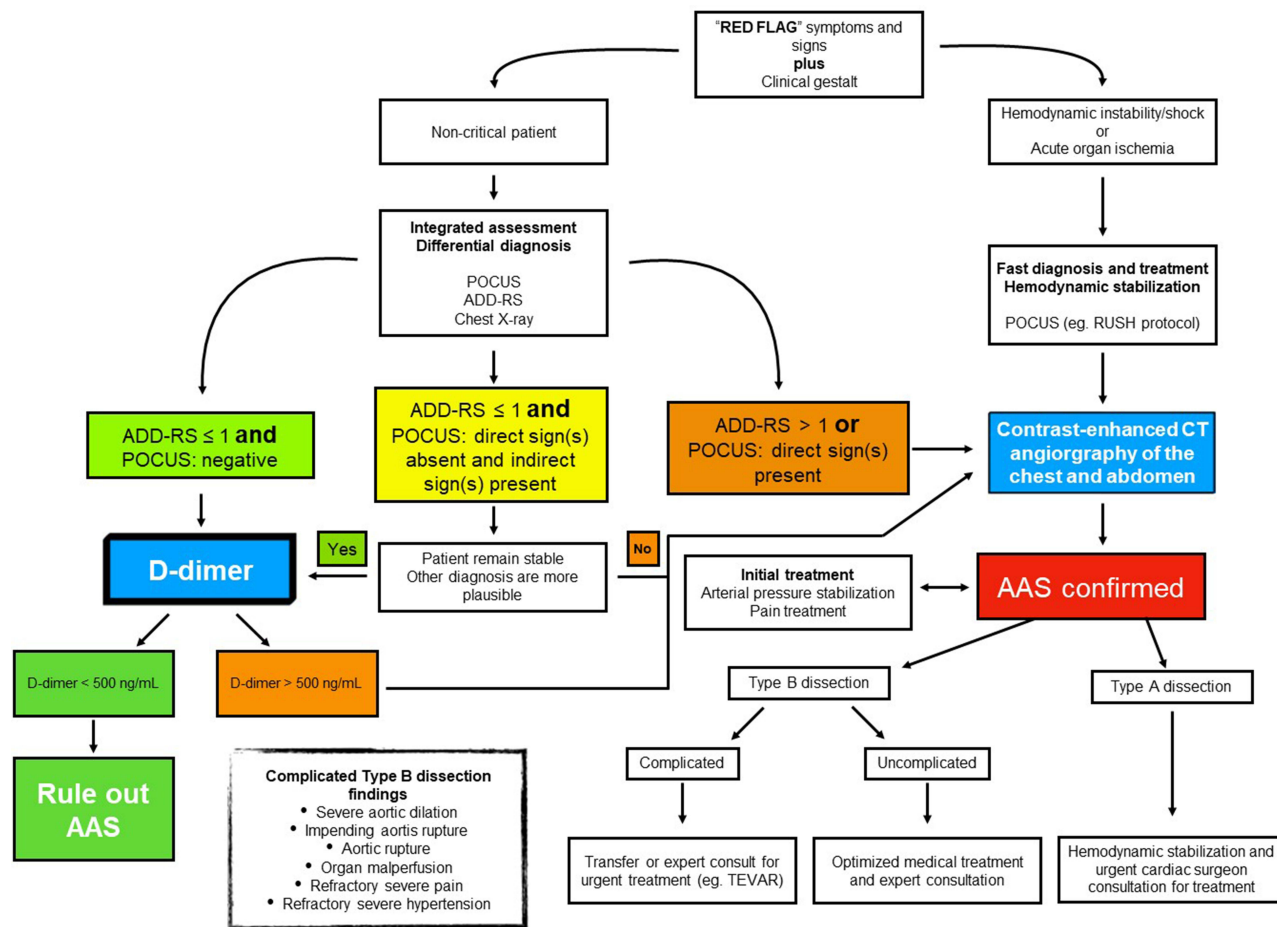 “RED FLAG” symptoms and
signs
plus
Clinical gestalt
Non-critical patient
Hemodynamic instability/shock
or
Acute organ ischemia
Integrated assessment
Differential diagnosis
POCUS
ADD-RS
Chest X-ray
Fast diagnosis and treatment
Hemodynamic stabilization
POCUS (eg. RUSH protocol)
ADD-RS ≤ 1 and
POCUS: negative
ADD-RS ≤ 1 and
POCUS: direct sign(s)
absent and indirect
sign(s) present
ADD-RS > 1 or
POCUS: direct sign(s)
present
Contrast-enhanced CT
angiorgraphy of the
chest and abdomen
D-dimer
Yes
Patient remain stable
Other diagnosis are more
plausible
No
Initial treatment
Arterial pressure stabilization
Pain treatment
AAS confirmed
D-dimer < 500 ng/mL
D-dimer > 500 ng/mL
Type B dissection
Type A dissection
Rule out
AAS
Complicated Type B dissection
findings
• Severe aortic dilation
• Impending aortis rupture
• Aortic rupture
• Organ malperfusion
• Refractory severe pain
• Refractory severe hypertension
Complicated
Uncomplicated
Transfer or expert consult for
urgent treatment (eg. TEVAR)
Optimized medical treatment
and expert consultation
Hemodynamic stabilization and
urgent cardiac surgeon
consultation for treatment